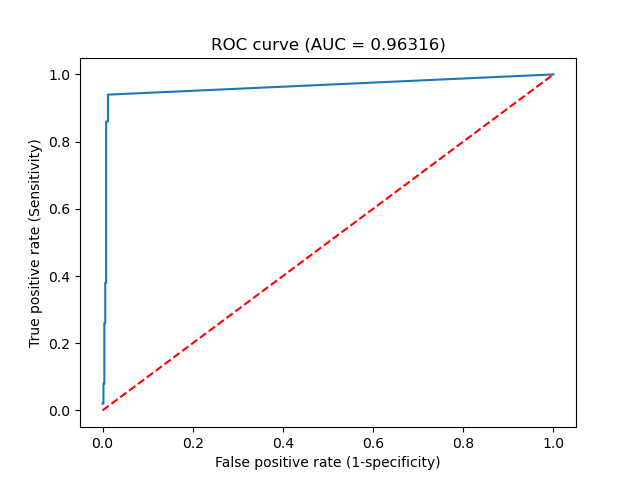 ROC curve (AUC = 0.96316)
True positive rate (Sensitivity)
1.0
0.8
0.6
0.4
0.2
0.0
0.0 0.2 0.4 0.6 0.8 1.0
False positive rate (1-specificity)